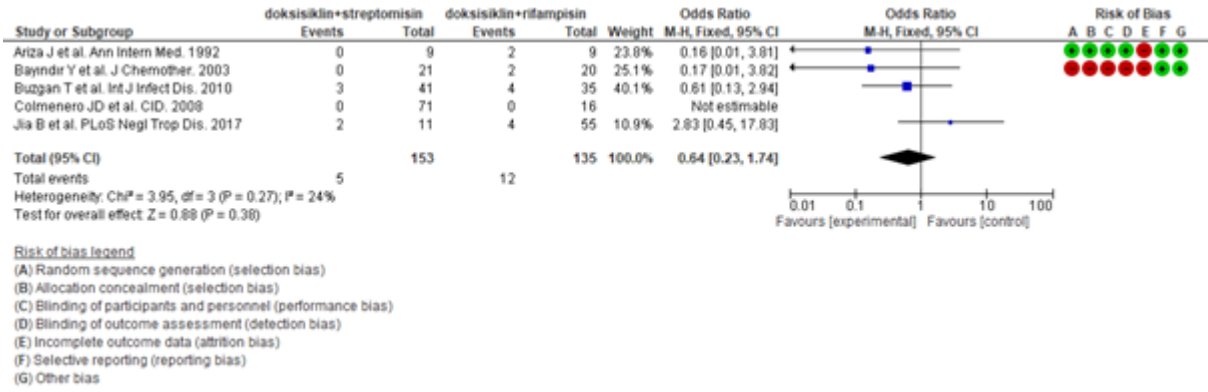 doksisiklin+streptomisin doksisiklin+rifampisin Odds Ratio Odds Ratio Risk of Bias
Study or Subgroup Events Total Events Total Weight M-H, Fixed, 95% CI M-H, Fixed, 95% CI A B C D E F G
Ariza J et al. Ann Intern Med. 1992 0 9 2 9 23.8% 0.16 [0.01, 3.81]
Bayındır Y et al. J Chemother. 2003 0 21 2 20 25.1% 0.17 [0.01, 3.82]
Buzgan T et al. Int J Infect Dis. 2010 3 41 4 35 40.1% 0.61 [0.13, 2.94]
Colmenero JD et al. CID. 2008 0 71 0 16 Not estimable
Jia B et al. PLoS Negl Trop Dis. 2017 2 11 4 55 10.9% 2.83 [0.45, 17.83]
Total (95% CI) 153 135 100.0% 0.64 [0.23, 1.74]
Total events 5 12
Heterogeneity: Chi² = 3.95, df = 3 (P = 0.27); I² = 24%
Test for overall effect: Z = 0.88 (P = 0.38)
0.01 0.1 1 10 100
Favours [experimental] Favours [control]
Risk of bias legend
(A) Random sequence generation (selection bias)
(B) Allocation concealment (selection bias)
(C) Blinding of participants and personnel (performance bias)
(D) Blinding of outcome assessment (detection bias)
(E) Incomplete outcome data (attrition bias)
(F) Selective reporting (reporting bias)
(G) Other bias